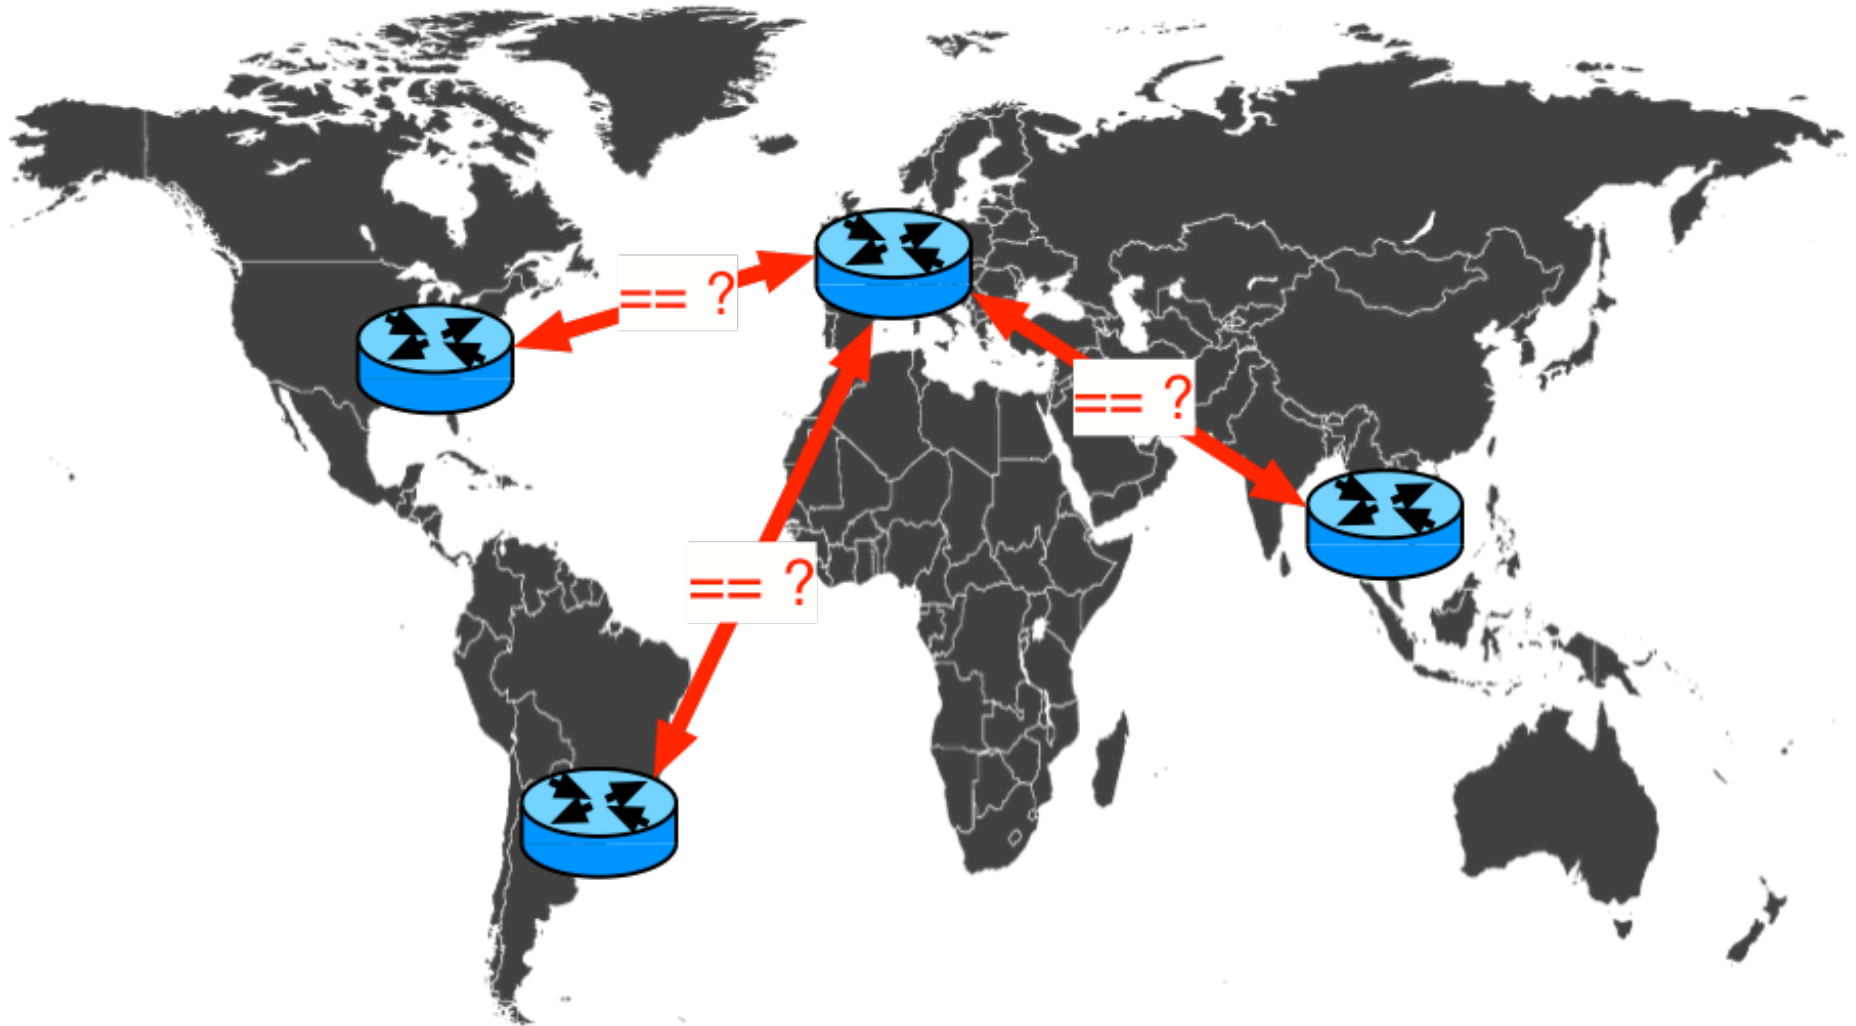 == ?
== ?
== ?